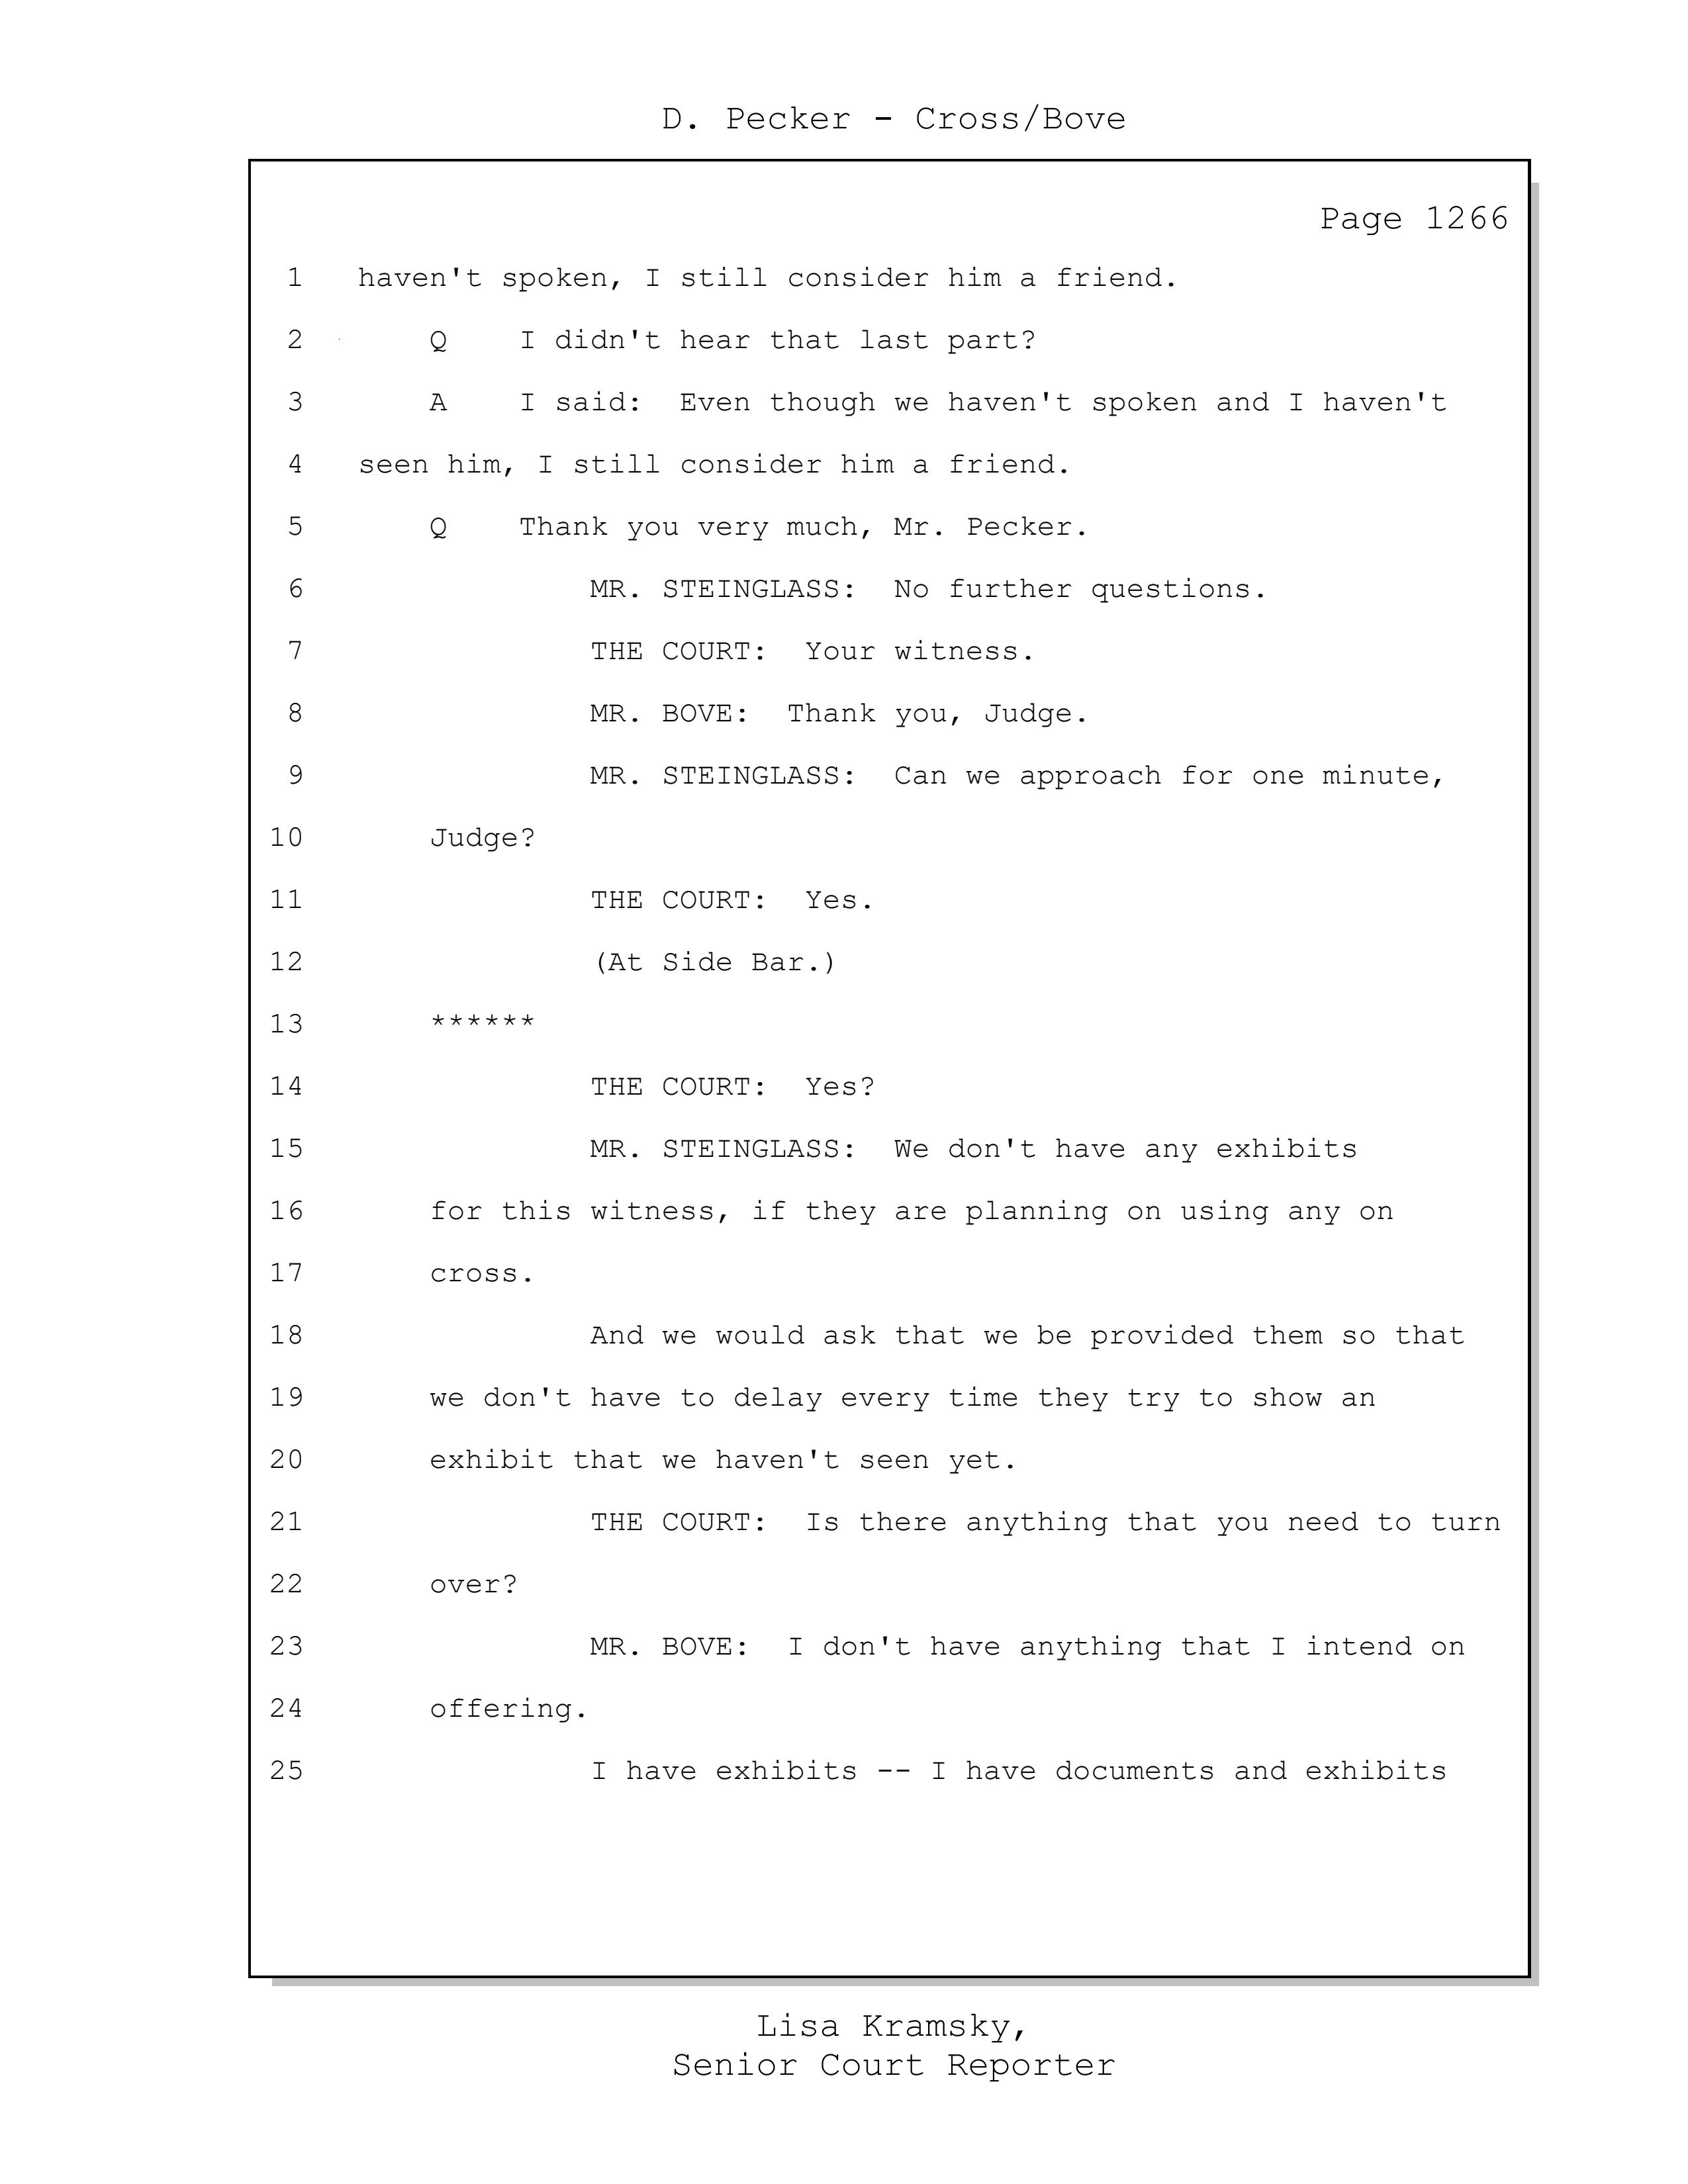 D. Pecker - Cross/Bove
Page 1266
1 haven't spoken, I still consider him a friend.
2 Q I didn't hear that last part?
3 A I said: Even though we haven't spoken and I haven't
4 seen him, I still consider him a friend.
5 Q Thank you very much, Mr. Pecker.
6 MR. STEINGLASS: No further questions.
7 THE COURT: Your witness.
8 MR. BOVE: Thank you, Judge.
9 MR. STEINGLASS: Can we approach for one minute,
10 Judge?
11 THE COURT: Yes.
12 (At Side Bar.)
13 ******
14 THE COURT: Yes?
15 MR. STEINGLASS: We don't have any exhibits
16 for this witness, if they are planning on using any on
17 cross.
18 And we would ask that we be provided them so that
19 we don't have to delay every time they try to show an
20 exhibit that we haven't seen yet.
21 THE COURT: Is there anything that you need to turn
22 over?
23 MR. BOVE: I don't have anything that I intend on
24 offering.
25 I have exhibits -- I have documents and exhibits
Lisa Kramsky,
Senior Court Reporter